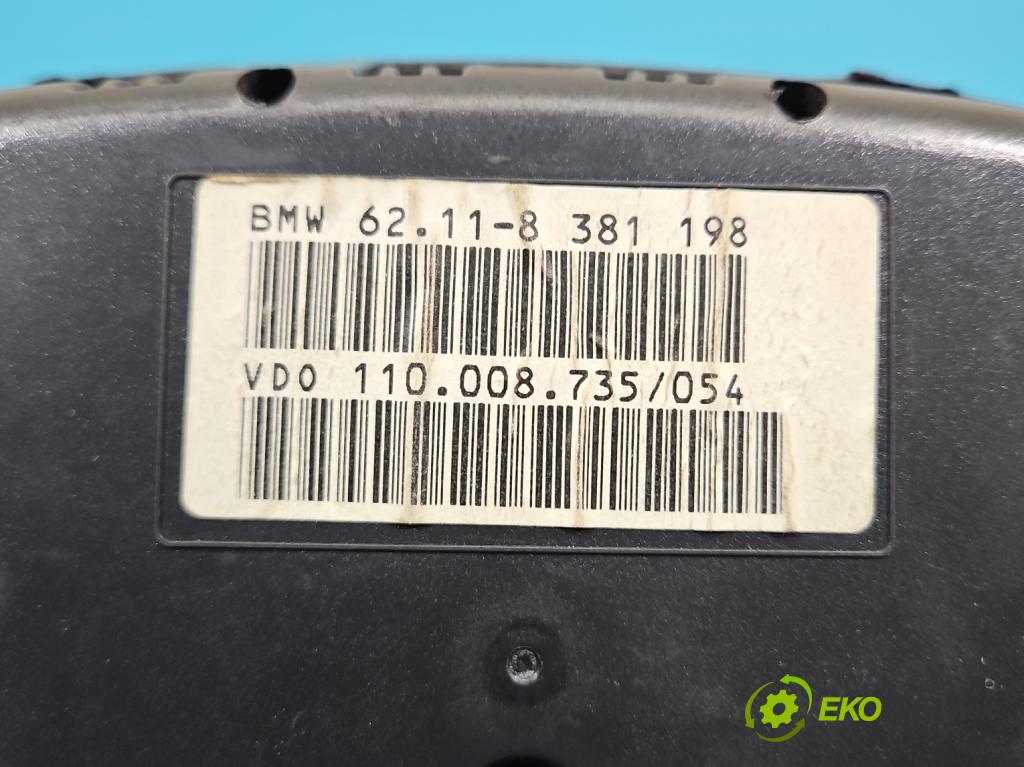 BMW 62.11-8 381 198
VDO 110.008.735/054
EKO